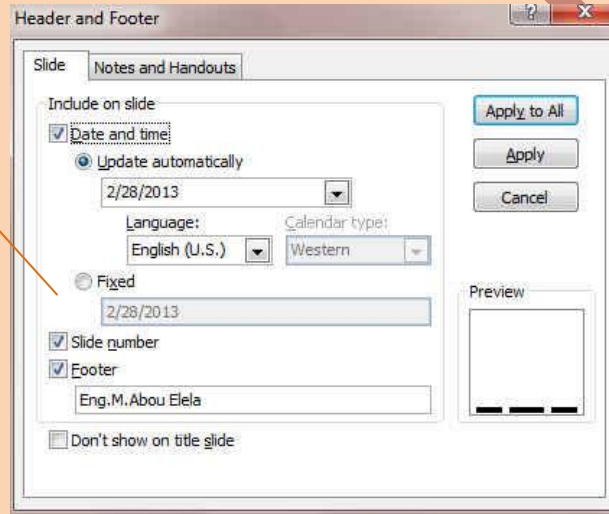 Header and Footer
Slide
Notes and Handouts
Include on slide
Date and time
Update automatically
2/28/2013
Language:
Calendar type:
English (U.S.)
Western
Fixed
2/28/2013
Slide number
Footer
Eng.M.Abou Elela
Don't show on title slide
Apply to All
Apply
Cancel
Preview